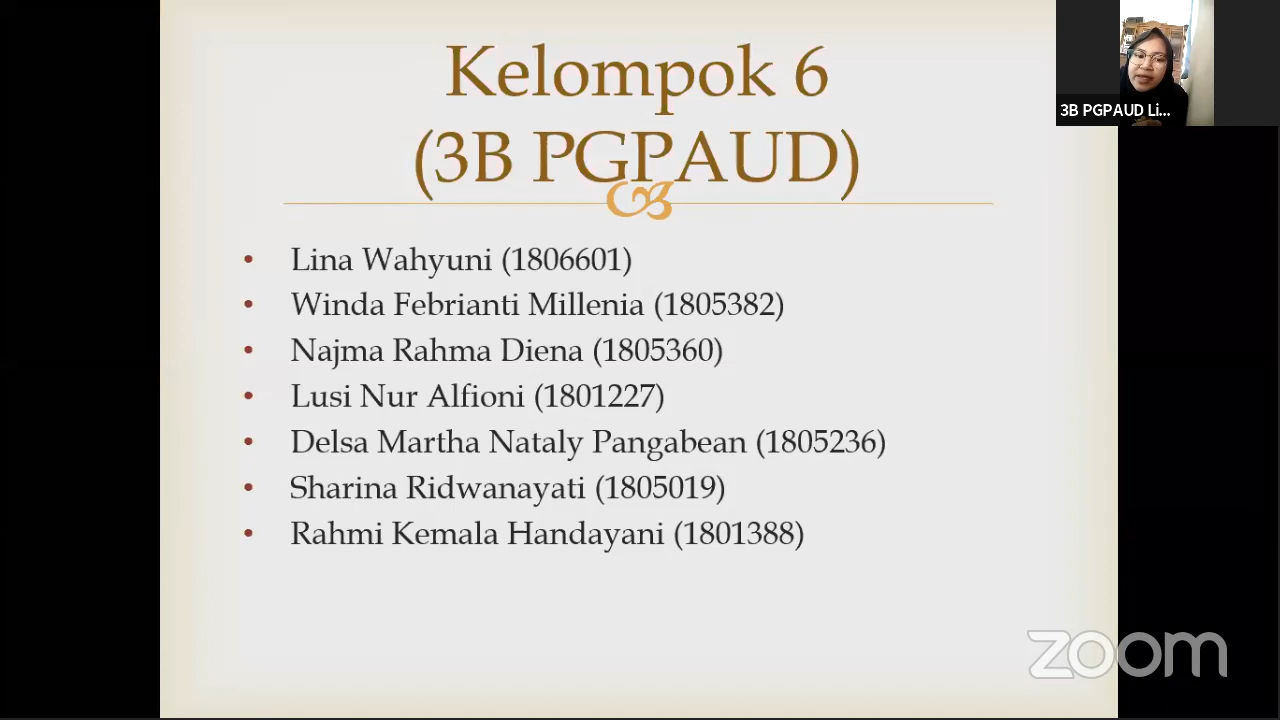 Kelompok 6
(3B PGPAUD)
• Lina Wahyuni (1806601)
• Winda Febrianti Millenia (1805382)
• Najma Rahma Diena (1805360)
• Lusi Nur Alfioni (1801227)
• Delsa Martha Nataly Pangabean (1805236)
• Sharina Ridwanayati (1805019)
• Rahmi Kemala Handayani (1801388)
3B PGPAUD Li...
zoom